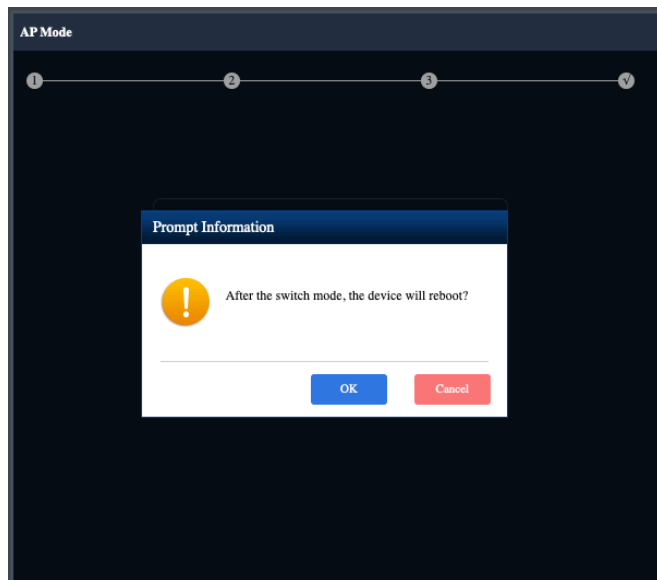 AP Mode
1 2 3 √
Prompt Information
!
After the switch mode, the device will reboot?
OK Cancel